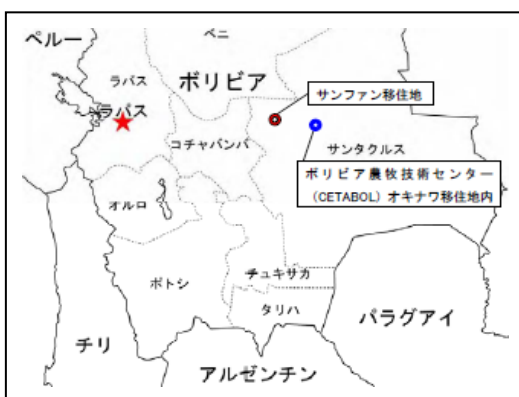 ペルー
ベニ
ラパス
ボリビア
サンファン移住地
ラパス
コチャバンバ
サンタクルス
ボリビア農牧技術センター
(CETABOL)オキナワ移住地内
オルロ
ポトシ
チュキサカ
タリハ
パラグアイ
チリ
アルゼンチン